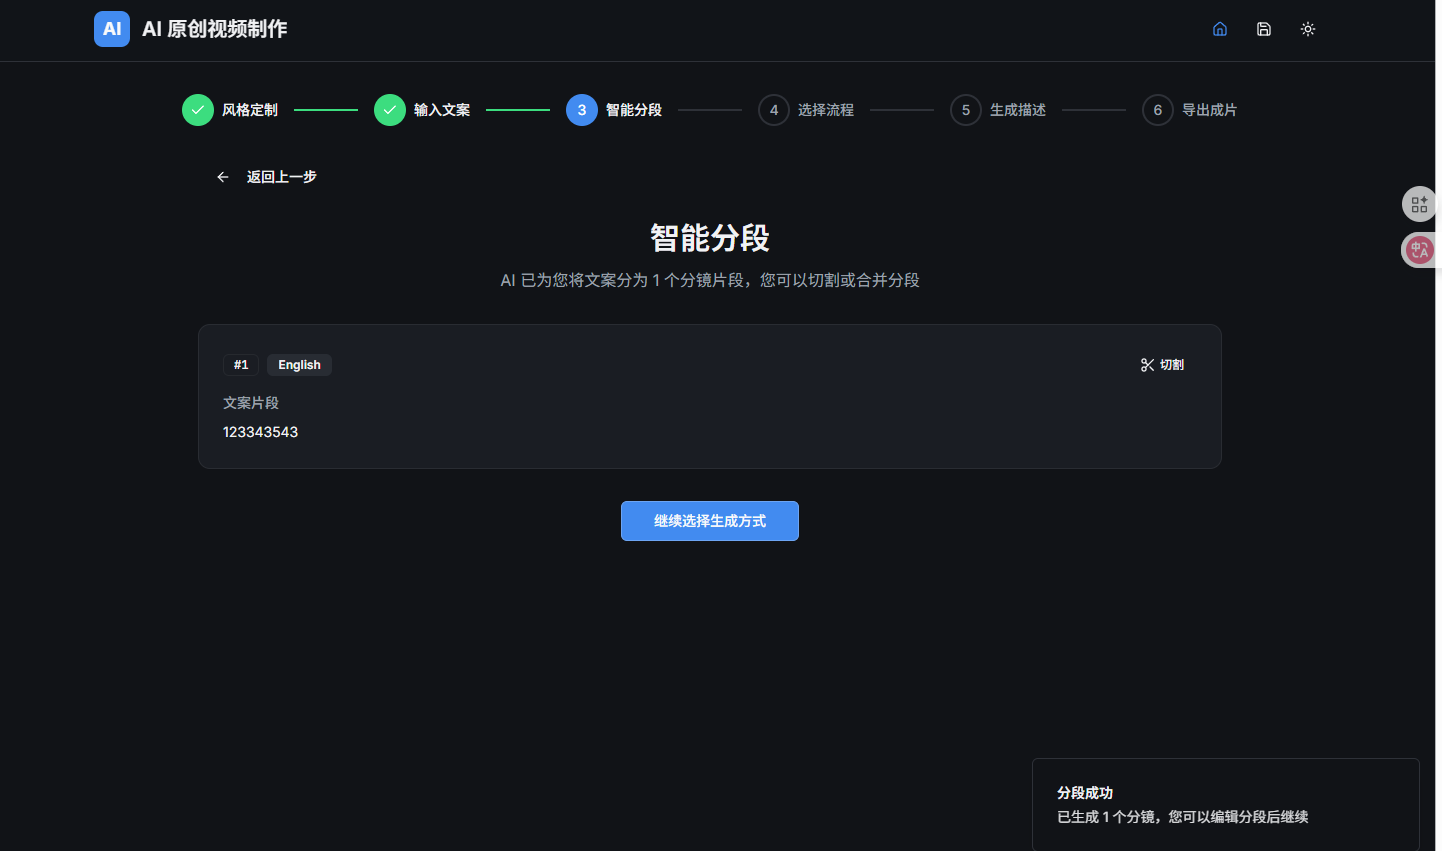 AI AI 原创视频制作
风格定制 输入文案 3 智能分段 4 选择流程 5 生成描述 6 导出成片
返回上一步
智能分段
AI 已为您将文案分为 1 个分镜片段，您可以切割或合并分段
#1 English 切割
文案片段
123343543
继续选择生成方式
分段成功
已生成 1 个分镜，您可以编辑分段后继续
中A